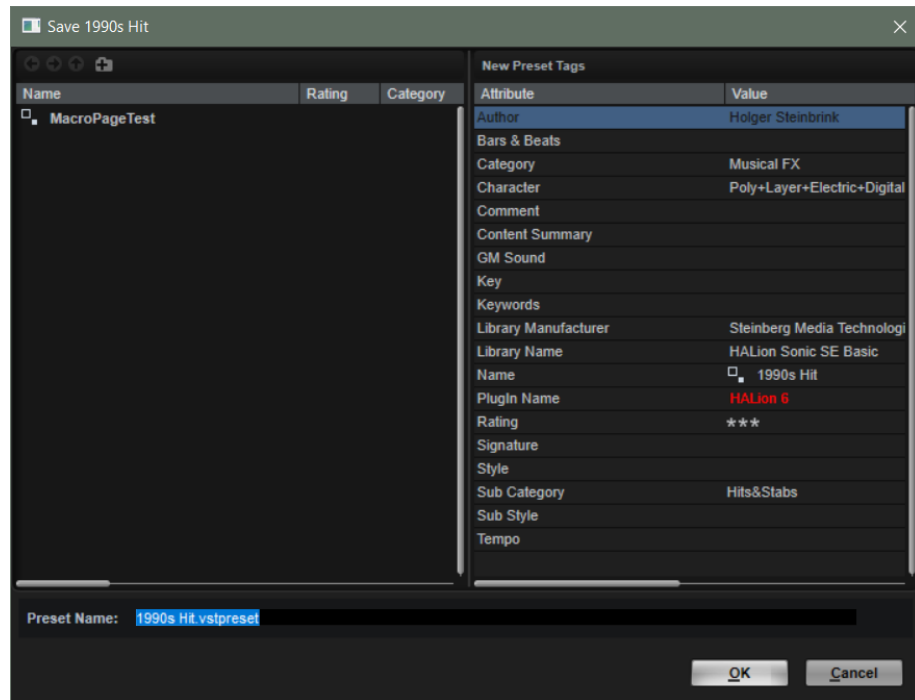 Save 1990s Hit
New Preset Tags
Name Rating Category
Attribute Value
MacroPageTest
Author Holger Steinbrink
Bars & Beats
Category Musical FX
Character Poly+Layer+Electric+Digital
Comment
Content Summary
GM Sound
Key
Keywords
Library Manufacturer Steinberg Media Technologi
Library Name HALion Sonic SE Basic
Name 1990s Hit
PlugIn Name HALion 6
Rating ***
Signature
Style
Sub Category Hits&Stabs
Sub Style
Tempo
Preset Name: 1990s Hit.vstpreset
OK Cancel